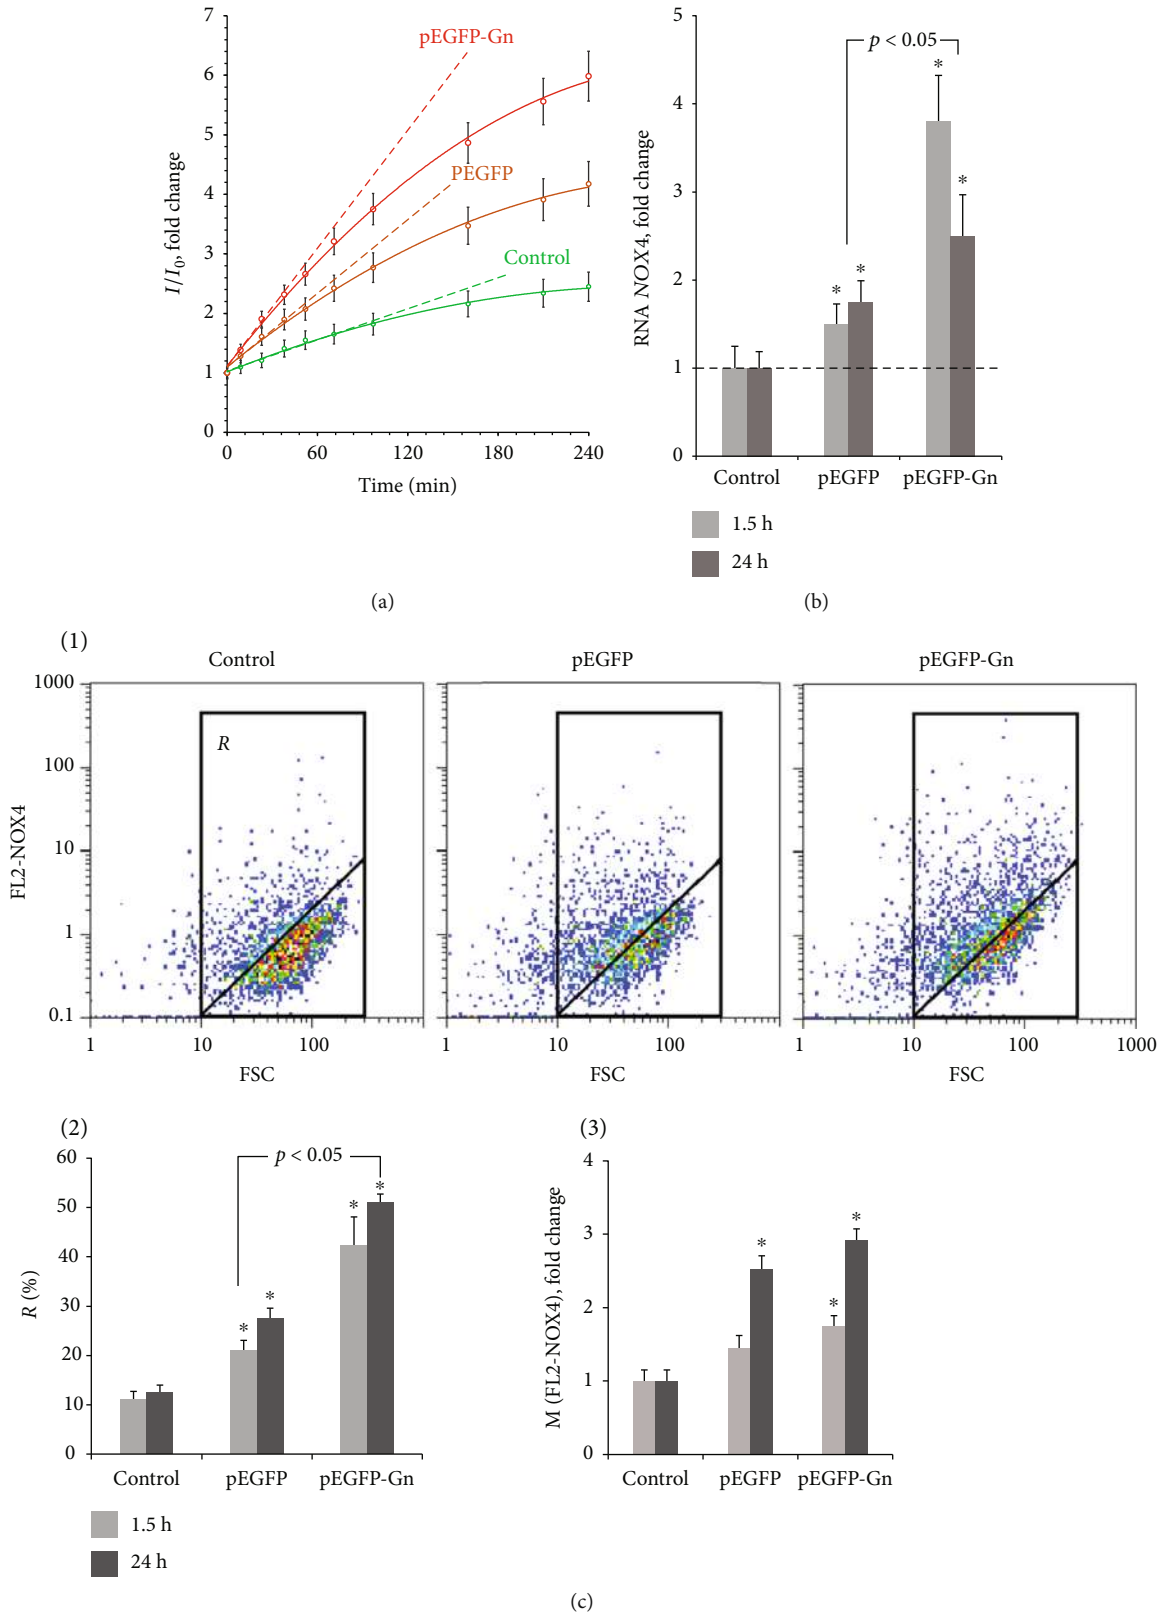 7
6
5
4
3
2
1
0
I/I0, fold change
pEGFP-Gn
PEGFP
Control
0 60 120 180 240
Time (min)
(a)
5
4
3
2
1
0
RNA NOX4, fold change
p < 0.05
* * * *
Control pEGFP pEGFP-Gn
1.5 h
24 h
(b)
(1)
Control pEGFP pEGFP-Gn
1000
100
10
1
0.1
FL2-NOX4
R
1 10 100 1 10 100 1 10 100 1000
FSC FSC FSC
(2)
60
50
40
30
20
10
0
R (%)
p < 0.05
* * * *
Control pEGFP pEGFP-Gn
1.5 h
24 h
(3)
4
3
2
1
0
M (FL2-NOX4), fold change
* * *
Control pEGFP pEGFP-Gn
(c)